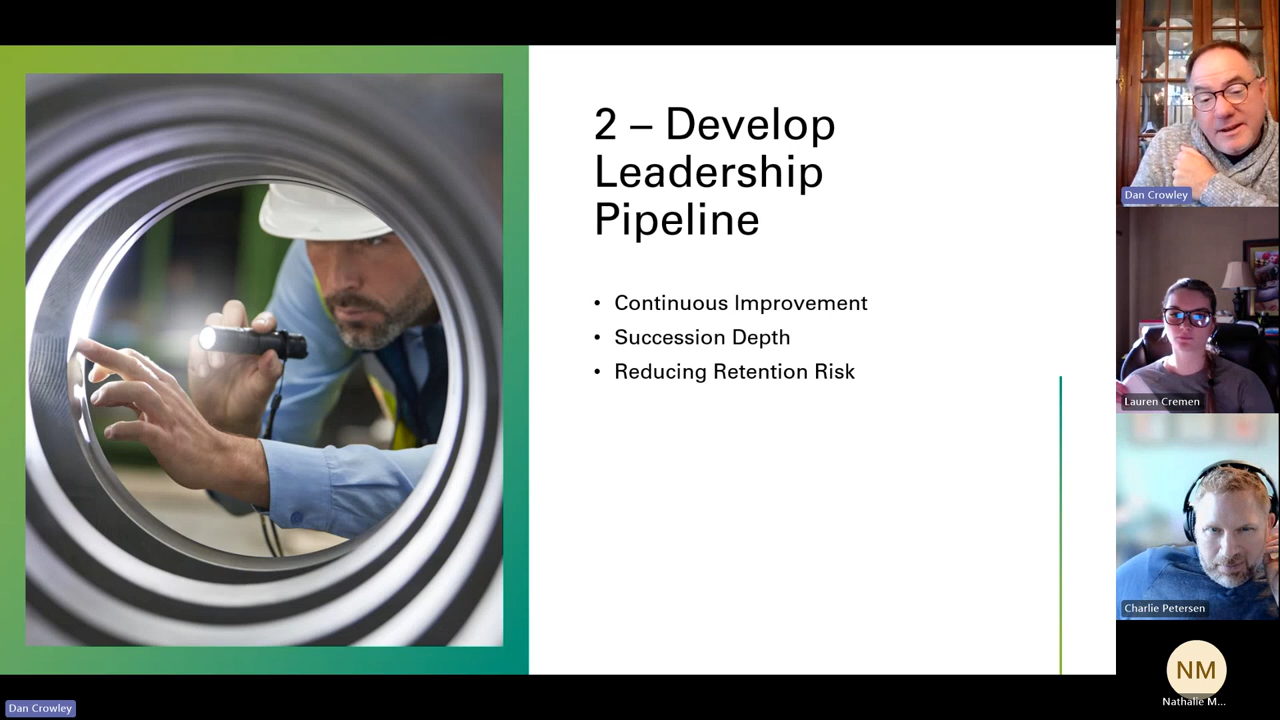 2 – Develop
Leadership
Pipeline
• Continuous Improvement
• Succession Depth
• Reducing Retention Risk
Dan Crowley
Lauren Cremen
Charlie Petersen
NM
Nathalie M...
Dan Crowley